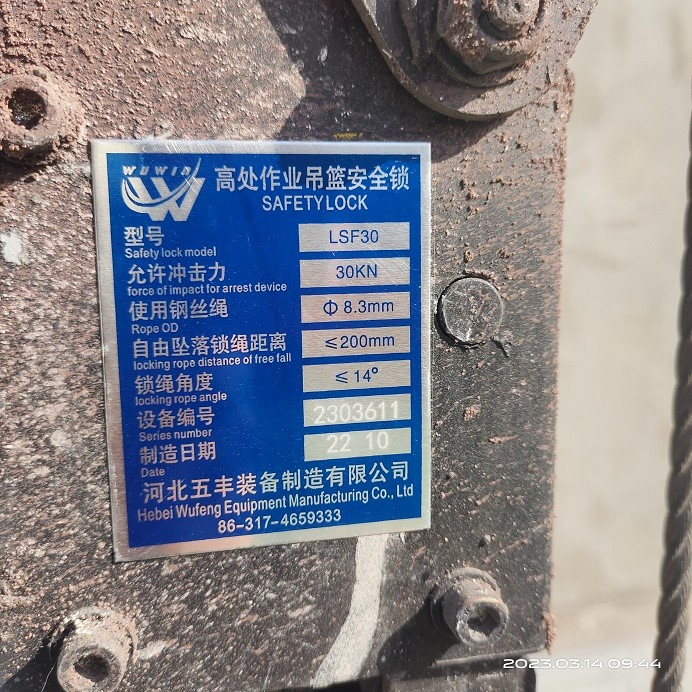 WUWIN
高处作业吊篮安全锁
SAFETYLOCK
型号 LSF30
Safety lock model
允许冲击力 30KN
force of impact for arrest device
使用钢丝绳 Φ 8.3mm
Rope OD
自由坠落锁绳距离 ≤200mm
locking rope distance of free fall
锁绳角度 ≤14°
locking rope angle
设备编号 2303611
Series number
制造日期 22 10
Date
河北五丰装备制造有限公司
Hebei Wufeng Equipment Manufacturing Co., Ltd
86-317-4659333
2023.03.14 09:44